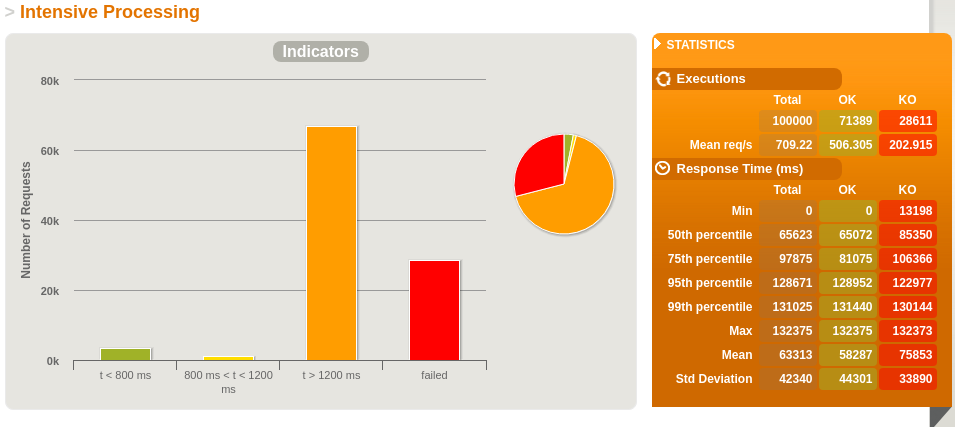 > Intensive Processing
Indicators
Number of Requests
80k
60k
40k
20k
0k
t < 800 ms
800 ms < t < 1200
ms
t > 1200 ms
failed
STATISTICS
Executions
Total OK KO
100000 71389 28611
Mean req/s 709.22 506.305 202.915
Response Time (ms)
Total OK KO
Min 0 0 13198
50th percentile 65623 65072 85350
75th percentile 97875 81075 106366
95th percentile 128671 128952 122977
99th percentile 131025 131440 130144
Max 132375 132375 132373
Mean 63313 58287 75853
Std Deviation 42340 44301 33890